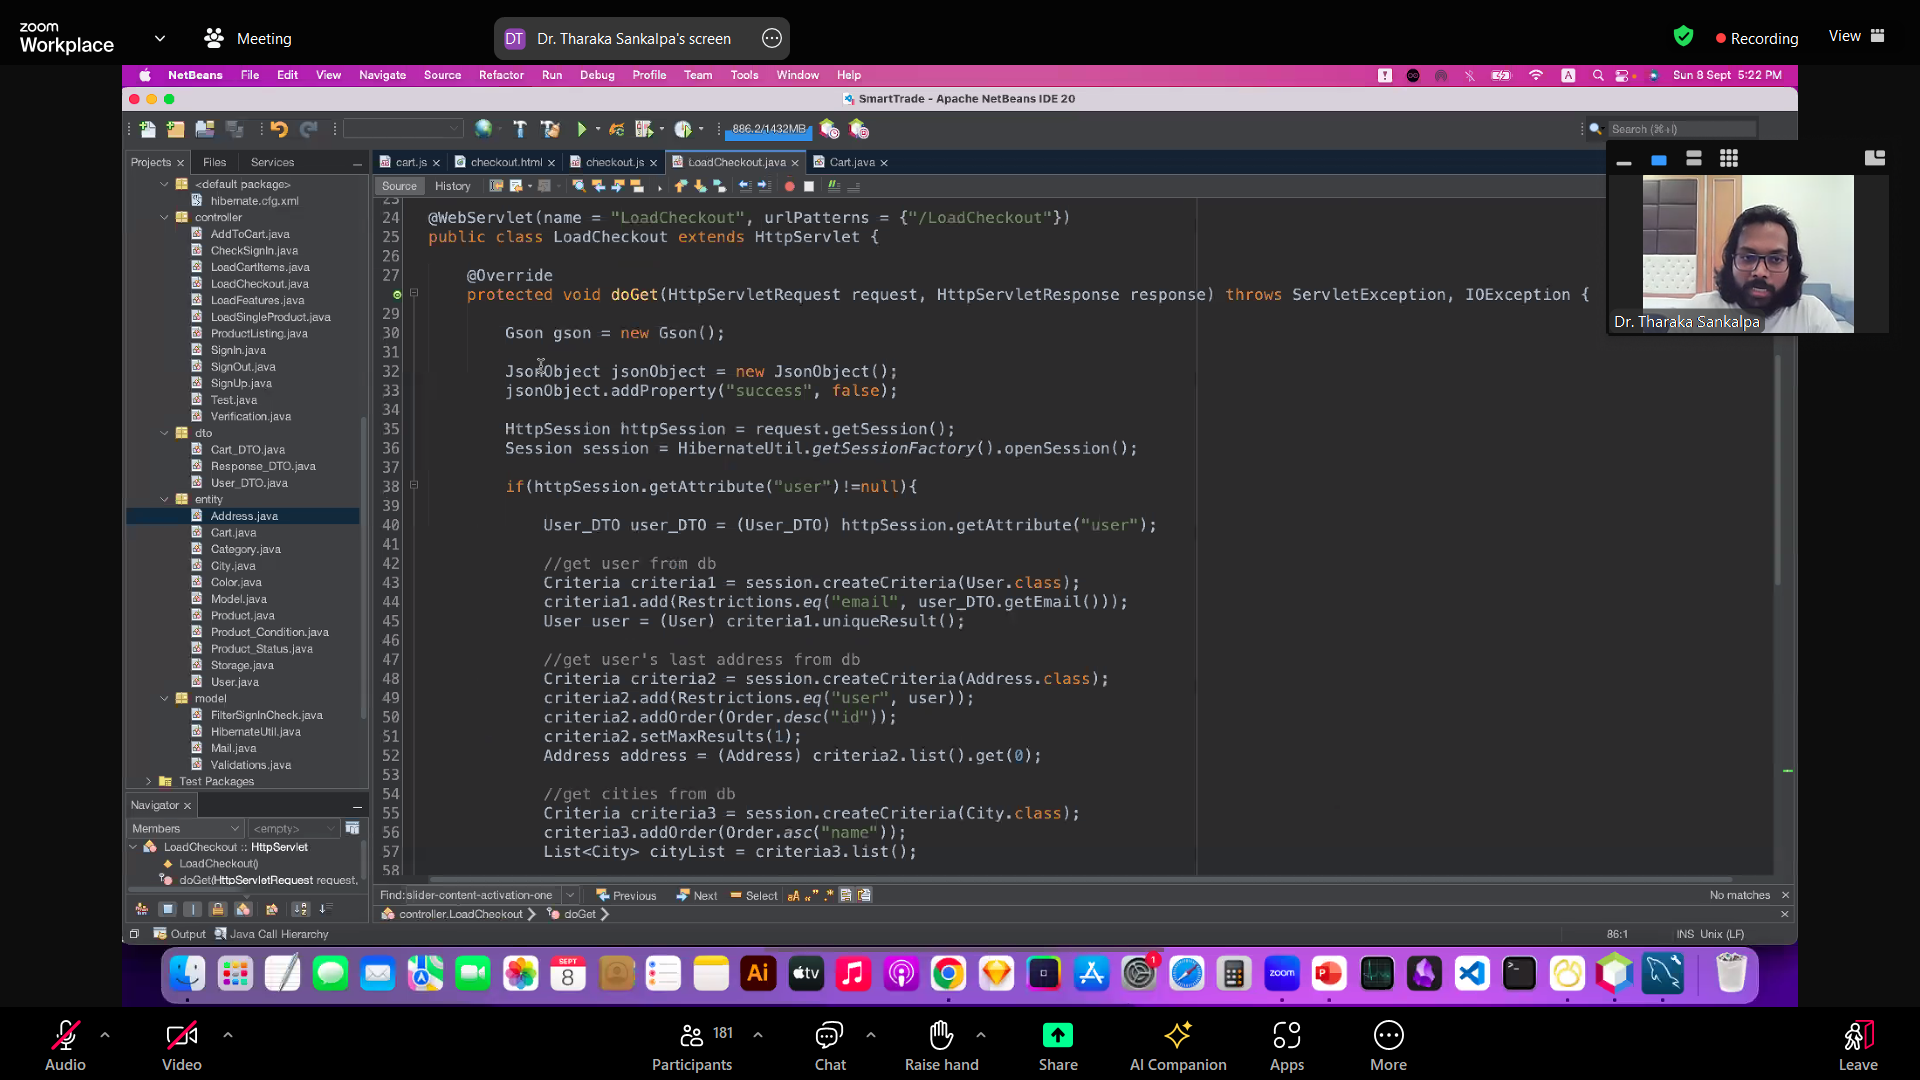 zoom
Workplace
Meeting
DT Dr. Tharaka Sankalpa's screen
Recording
View
NetBeans File Edit View Navigate Source Refactor Run Debug Profile Team Tools Window Help
A
Sun 8 Sept 5:22 PM
SmartTrade - Apache NetBeans IDE 20
886.2/1432MB
Search (⌘+I)
Projects
Files
Services
cart.js
checkout.html
checkout.js
LoadCheckout.java
Cart.java
Source
History
<default package>
hibernate.cfg.xml
controller
AddToCart.java
CheckSignIn.java
LoadCartItems.java
LoadCheckout.java
LoadFeatures.java
LoadSingleProduct.java
ProductListing.java
SignIn.java
SignOut.java
SignUp.java
Test.java
Verification.java
dto
Cart_DTO.java
Response_DTO.java
User_DTO.java
entity
Address.java
Cart.java
Category.java
City.java
Color.java
Model.java
Product.java
Product_Condition.java
Product_Status.java
Storage.java
User.java
model
FilterSignInCheck.java
HibernateUtil.java
Mail.java
Validations.java
Test Packages
23
24 @WebServlet(name = "LoadCheckout", urlPatterns = {"/LoadCheckout"})
25 public class LoadCheckout extends HttpServlet {
26
27 @Override
protected void doGet(HttpServletRequest request, HttpServletResponse response) throws ServletException, IOException {
29
30 Gson gson = new Gson();
31
32 JsonObject jsonObject = new JsonObject();
33 jsonObject.addProperty("success", false);
34
35 HttpSession httpSession = request.getSession();
36 Session session = HibernateUtil.getSessionFactory().openSession();
37
38 if(httpSession.getAttribute("user")!=null){
39
40 User_DTO user_DTO = (User_DTO) httpSession.getAttribute("user");
41
42 //get user from db
43 Criteria criteria1 = session.createCriteria(User.class);
44 criteria1.add(Restrictions.eq("email", user_DTO.getEmail()));
45 User user = (User) criteria1.uniqueResult();
46
47 //get user's last address from db
48 Criteria criteria2 = session.createCriteria(Address.class);
49 criteria2.add(Restrictions.eq("user", user));
50 criteria2.addOrder(Order.desc("id"));
51 criteria2.setMaxResults(1);
52 Address address = (Address) criteria2.list().get(0);
53
54 //get cities from db
55 Criteria criteria3 = session.createCriteria(City.class);
56 criteria3.addOrder(Order.asc("name"));
57 List<City> cityList = criteria3.list();
58
Dr. Tharaka Sankalpa
Navigator
Members
<empty>
LoadCheckout :: HttpServlet
LoadCheckout()
doGet(HttpServletRequest request,
Find: slider-content-activation-one
Previous
Next
Select
No matches
controller.LoadCheckout
doGet
Output
Java Call Hierarchy
86:1
INS Unix (LF)
SEPT
8
Ai
tv
zoom
1
Audio
Video
Participants
181
Chat
Raise hand
Share
AI Companion
Apps
More
Leave